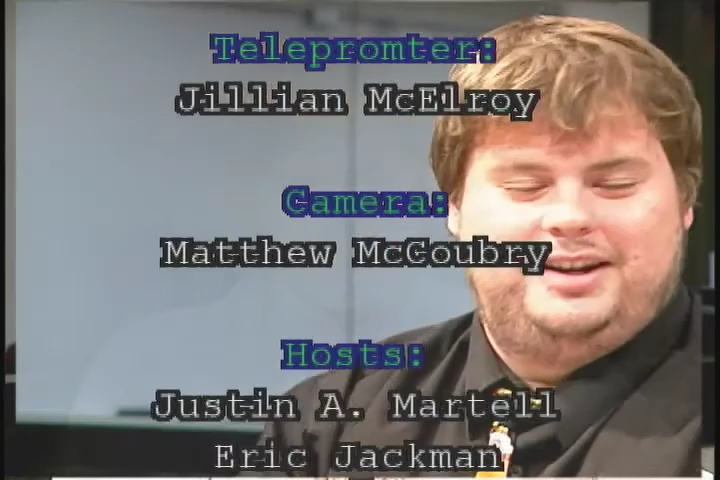 Telepromter:
Jillian McElroy
Camera:
Matthew McCoubry
Hosts:
Justin A. Martell
Eric Jackman